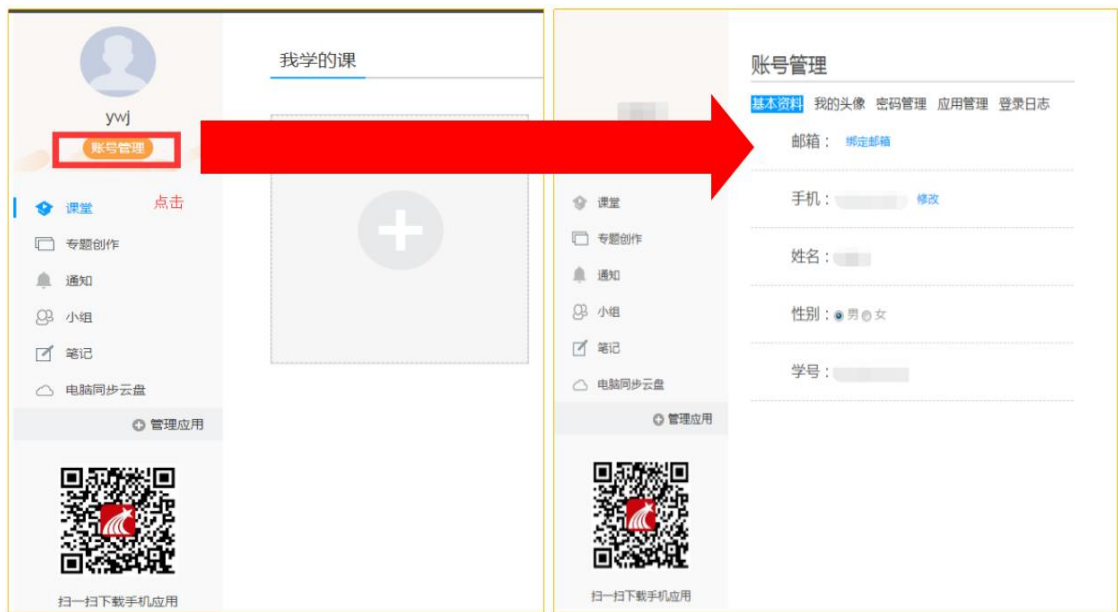 我学的课
ywj
账号管理
点击
课堂
专题创作
通知
小组
笔记
电脑同步云盘
管理应用
扫一扫下载手机应用
账号管理
基本资料 我的头像 密码管理 应用管理 登录日志
邮箱： 绑定邮箱
手机： 修改
姓名：
性别： 男 女
学号：
课堂
专题创作
通知
小组
笔记
电脑同步云盘
管理应用
扫一扫下载手机应用